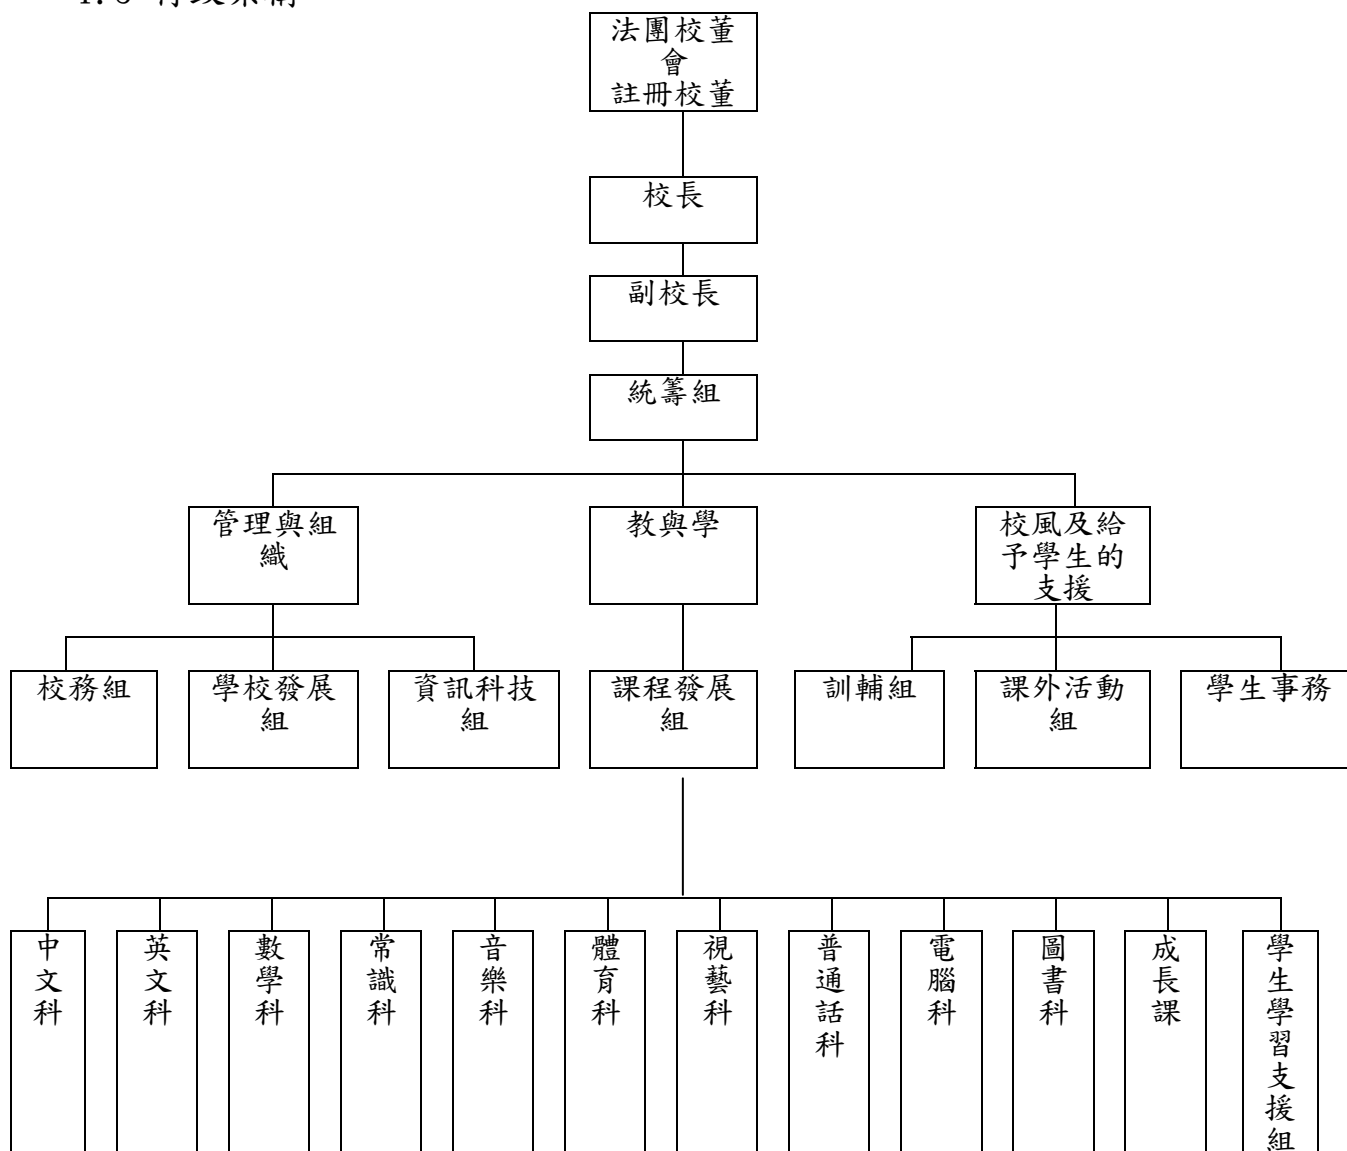 法團校董
會
註冊校董
校長
副校長
統籌組
管理與組
織
教與學
校風及給
予學生的
支援
校務組
學校發展
組
資訊科技
組
課程發展
組
訓輔組
課外活動
組
學生事務
中文科
英文科
數學科
常識科
音樂科
體育科
視藝科
普通話科
電腦科
圖書科
成長課
學生學習支援組